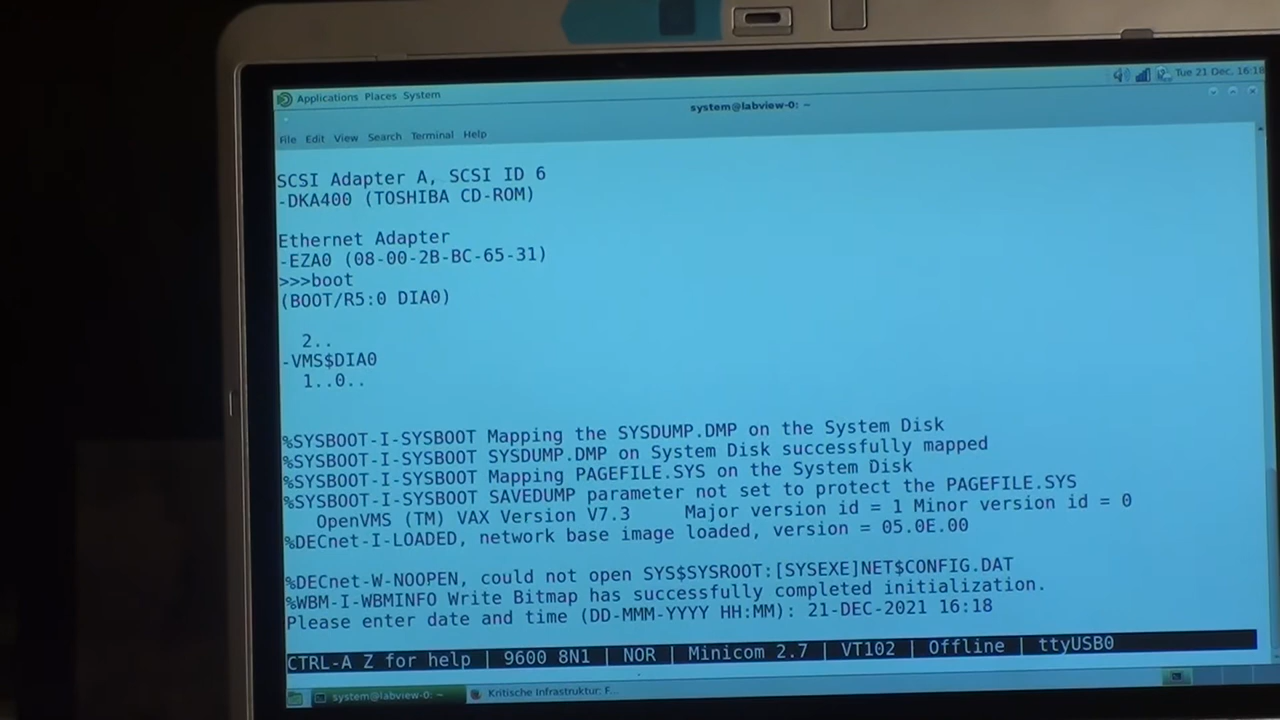 Applications Places System
Tue 21 Dec, 16:18
system@labview-0: ~
File Edit View Search Terminal Help
SCSI Adapter A, SCSI ID 6
-DKA400 (TOSHIBA CD-ROM)
Ethernet Adapter
-EZA0 (08-00-2B-BC-65-31)
>>>boot
(BOOT/R5:0 DIA0)
2..
-VMS$DIA0
1..0..
%SYSBOOT-I-SYSBOOT Mapping the SYSDUMP.DMP on the System Disk
%SYSBOOT-I-SYSBOOT SYSDUMP.DMP on System Disk successfully mapped
%SYSBOOT-I-SYSBOOT Mapping PAGEFILE.SYS on the System Disk
%SYSBOOT-I-SYSBOOT SAVEDUMP parameter not set to protect the PAGEFILE.SYS
OpenVMS (TM) VAX Version V7.3 Major version id = 1 Minor version id = 0
%DECnet-I-LOADED, network base image loaded, version = 05.0E.00
%DECnet-W-NOOPEN, could not open SYS$SYSROOT:[SYSEXE]NET$CONFIG.DAT
%WBM-I-WBMINFO Write Bitmap has successfully completed initialization.
Please enter date and time (DD-MMM-YYYY HH:MM): 21-DEC-2021 16:18
CTRL-A Z for help | 9600 8N1 | NOR | Minicom 2.7 | VT102 | Offline | ttyUSB0
system@labview-0: ~
Kritische Infrastruktur: F...